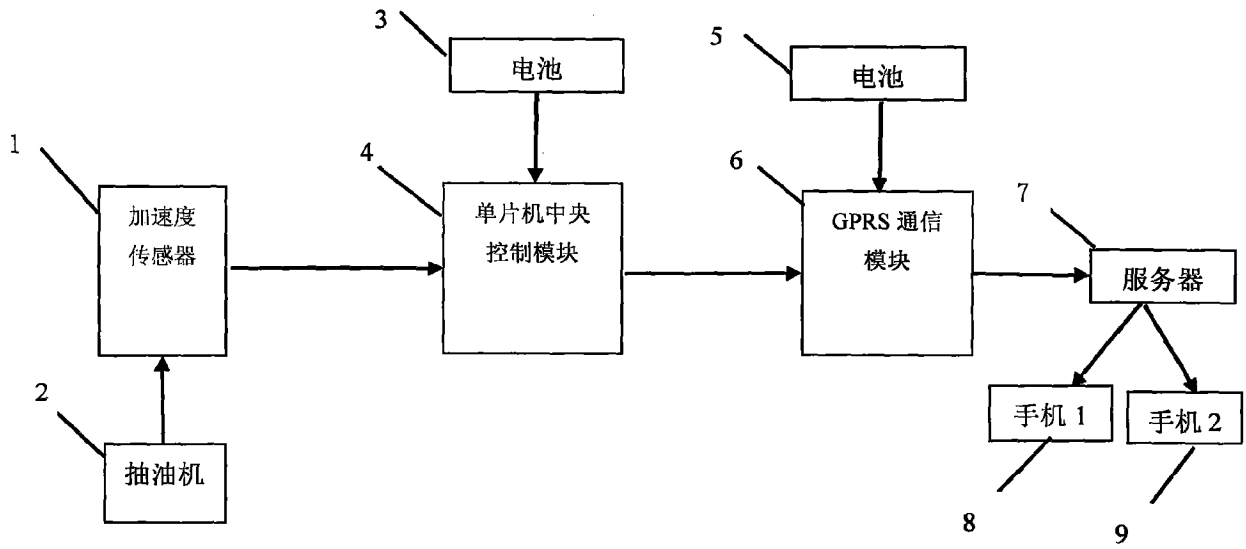 3
电池
5
电池
1
加速度
传感器
4
单片机中央
控制模块
6
GPRS 通信
模块
7
服务器
2
抽油机
手机 1
手机 2
8
9